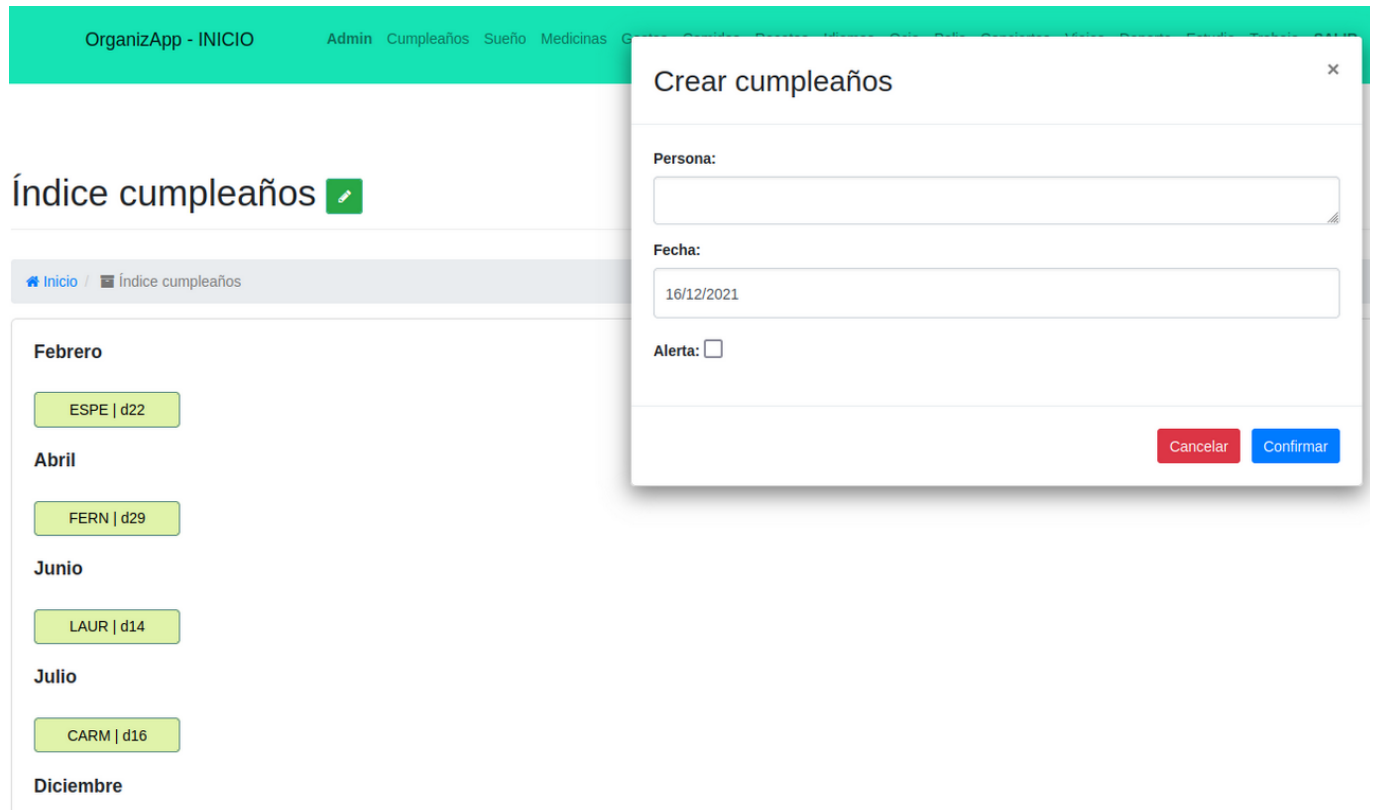 OrganizApp - INICIO
Admin Cumpleaños Sueño Medicinas
Crear cumpleaños
×
Persona:
Fecha:
16/12/2021
Alerta:
Cancelar Confirmar
Índice cumpleaños
Inicio / Índice cumpleaños
Febrero
ESPE | d22
Abril
FERN | d29
Junio
LAUR | d14
Julio
CARM | d16
Diciembre